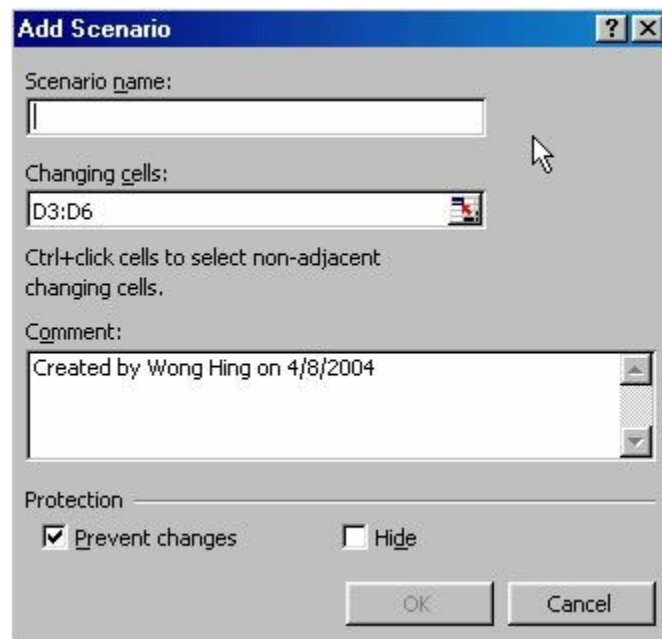 Add Scenario
Scenario name:
Changing cells:
D3:D6
Ctrl+click cells to select non-adjacent
changing cells.
Comment:
Created by Wong Hing on 4/8/2004
Protection
Prevent changes
Hide
OK
Cancel